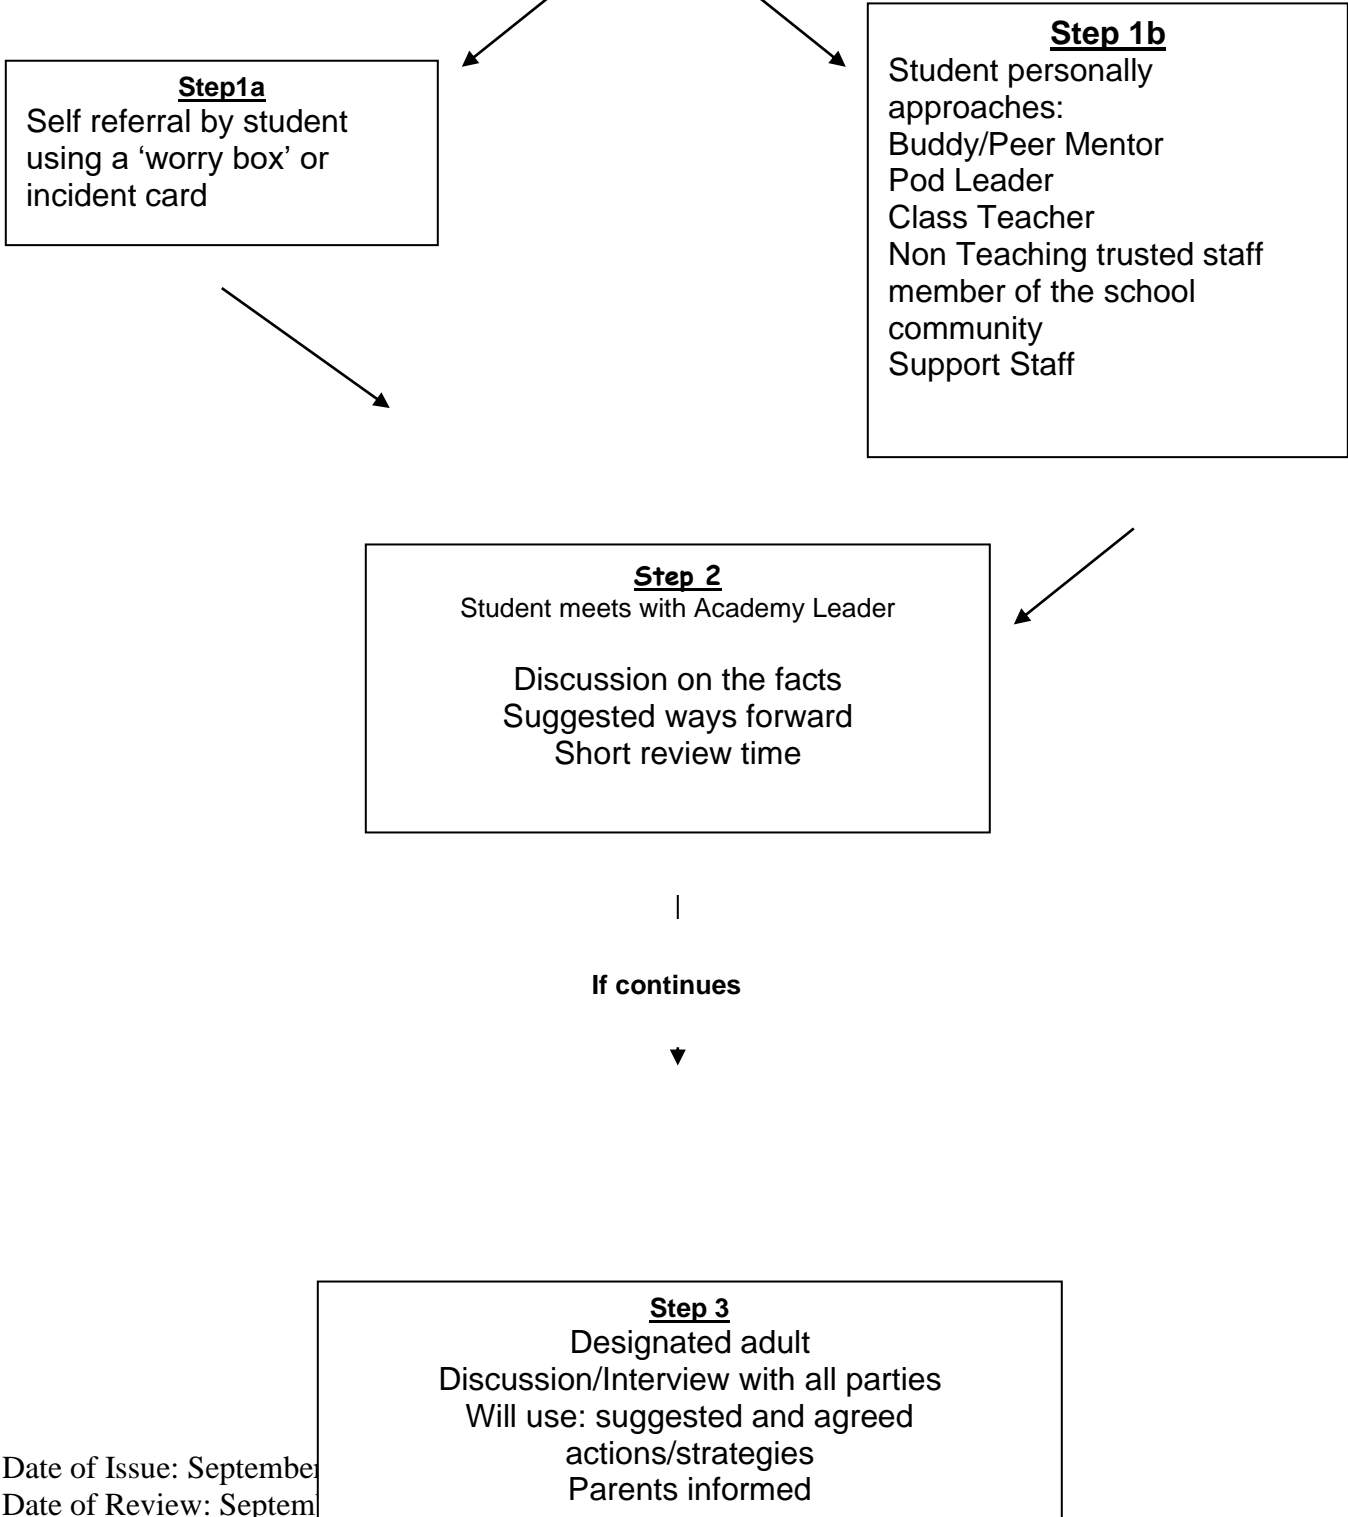 Step1a
Self referral by student
using a ‘worry box’ or
incident card
Step 1b
Student personally
approaches:
Buddy/Peer Mentor
Pod Leader
Class Teacher
Non Teaching trusted staff
member of the school
community
Support Staff
Step 2
Student meets with Academy Leader
Discussion on the facts
Suggested ways forward
Short review time
If continues
Step 3
Designated adult
Discussion/Interview with all parties
Will use: suggested and agreed
actions/strategies
Parents informed
Date of Issue: September
Date of Review: